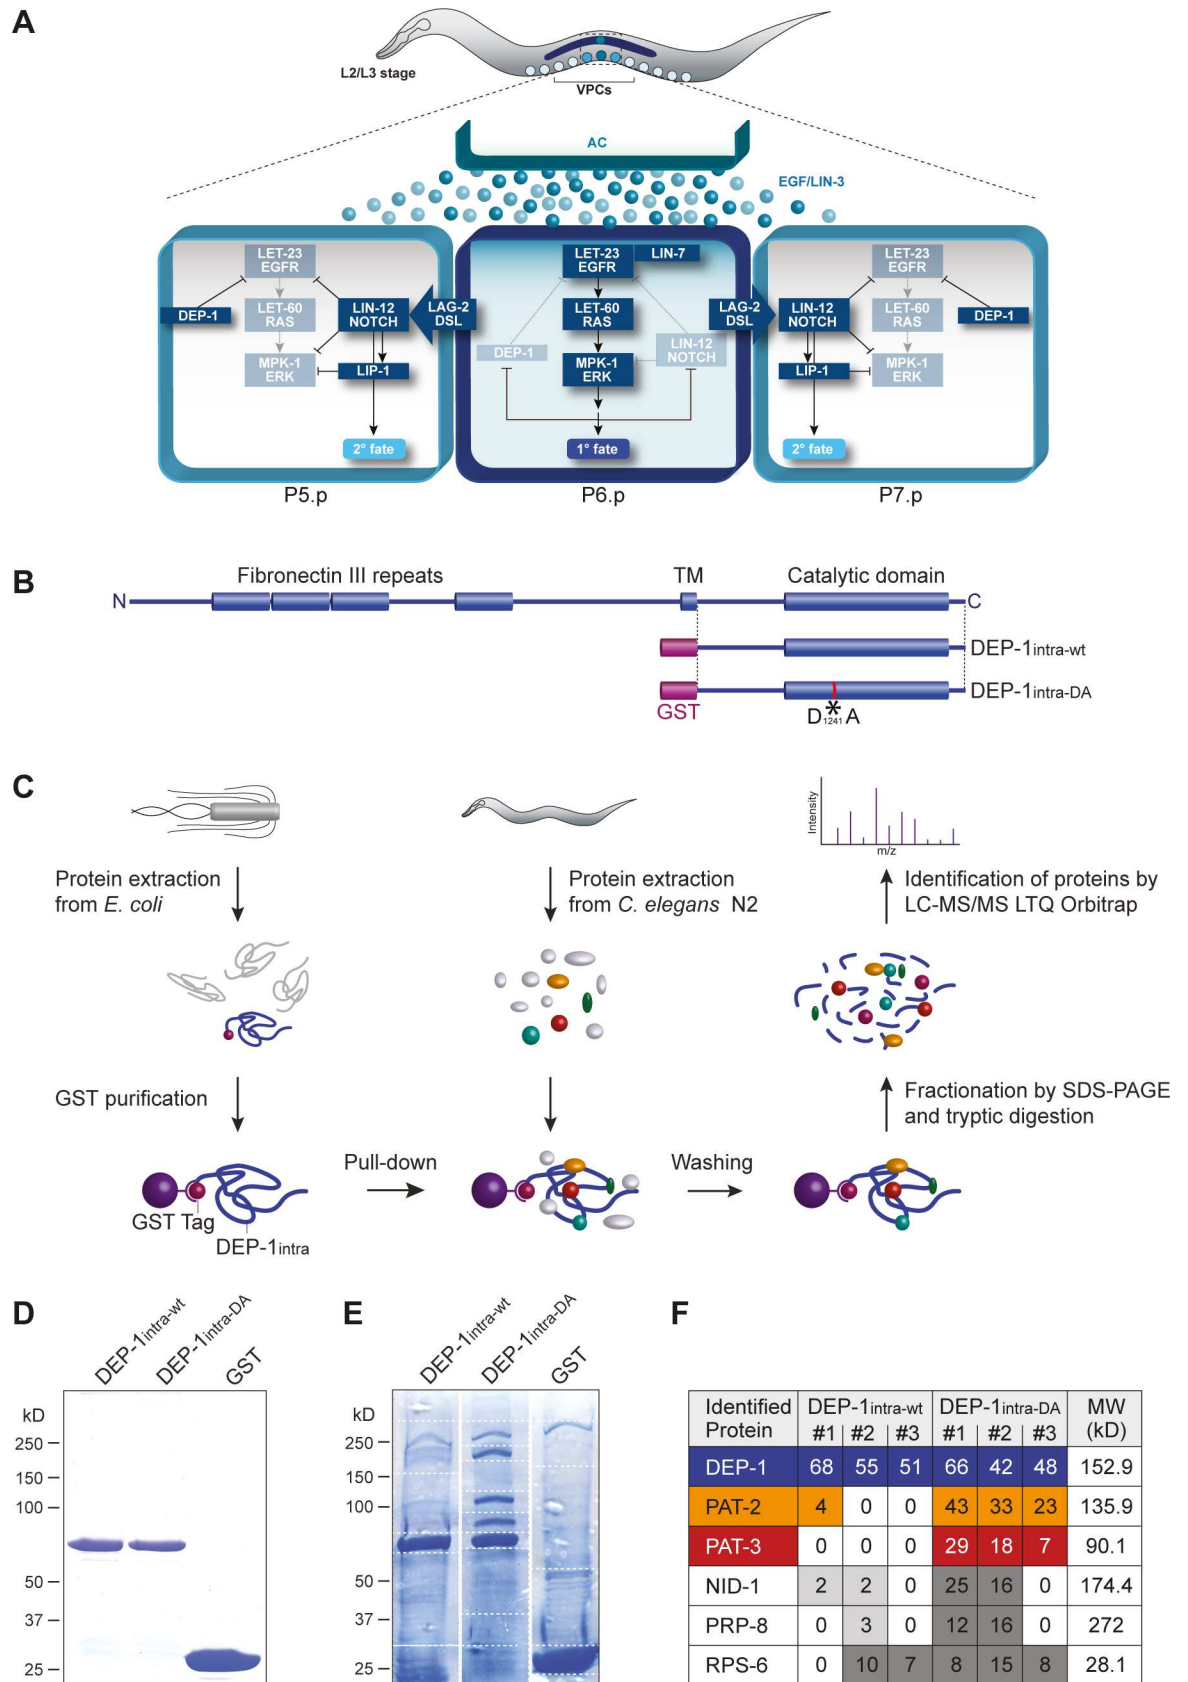 A
L2/L3 stage
VPCs
AC
EGF/LIN-3
LET-23
EGFR
DEP-1
LET-60
RAS
LIN-12
NOTCH
MPK-1
ERK
LIP-1
2° fate
P5.p
LAG-2
DSL
LET-23
EGFR
LIN-7
LET-60
RAS
DEP-1
MPK-1
ERK
LIN-12
NOTCH
1° fate
P6.p
LAG-2
DSL
LET-23
EGFR
LIN-12
NOTCH
LET-60
RAS
DEP-1
LIP-1
MPK-1
ERK
2° fate
P7.p
B
Fibronectin III repeats TM Catalytic domain
N C
DEP-1intra-wt
DEP-1intra-DA
GST
D1241A
*
C
Protein extraction
from E. coli
GST purification
GST Tag
DEP-1intra
Pull-down
Protein extraction
from C. elegans N2
Washing
Intensity
m/z
Identification of proteins by
LC-MS/MS LTQ Orbitrap
Fractionation by SDS-PAGE
and tryptic digestion
D
DEP-1intra-wt
DEP-1intra-DA
GST
kD
250
150
100
50
37
25
E
DEP-1intra-wt
DEP-1intra-DA
GST
kD
250
150
100
50
37
25
F
Identified Protein DEP-1intra-wt DEP-1intra-DA MW (kD)
#1 #2 #3 #1 #2 #3
DEP-1 68 55 51 66 42 48 152.9
PAT-2 4 0 0 43 33 23 135.9
PAT-3 0 0 0 29 18 7 90.1
NID-1 2 2 0 25 16 0 174.4
PRP-8 0 3 0 12 16 0 272
RPS-6 0 10 7 8 15 8 28.1